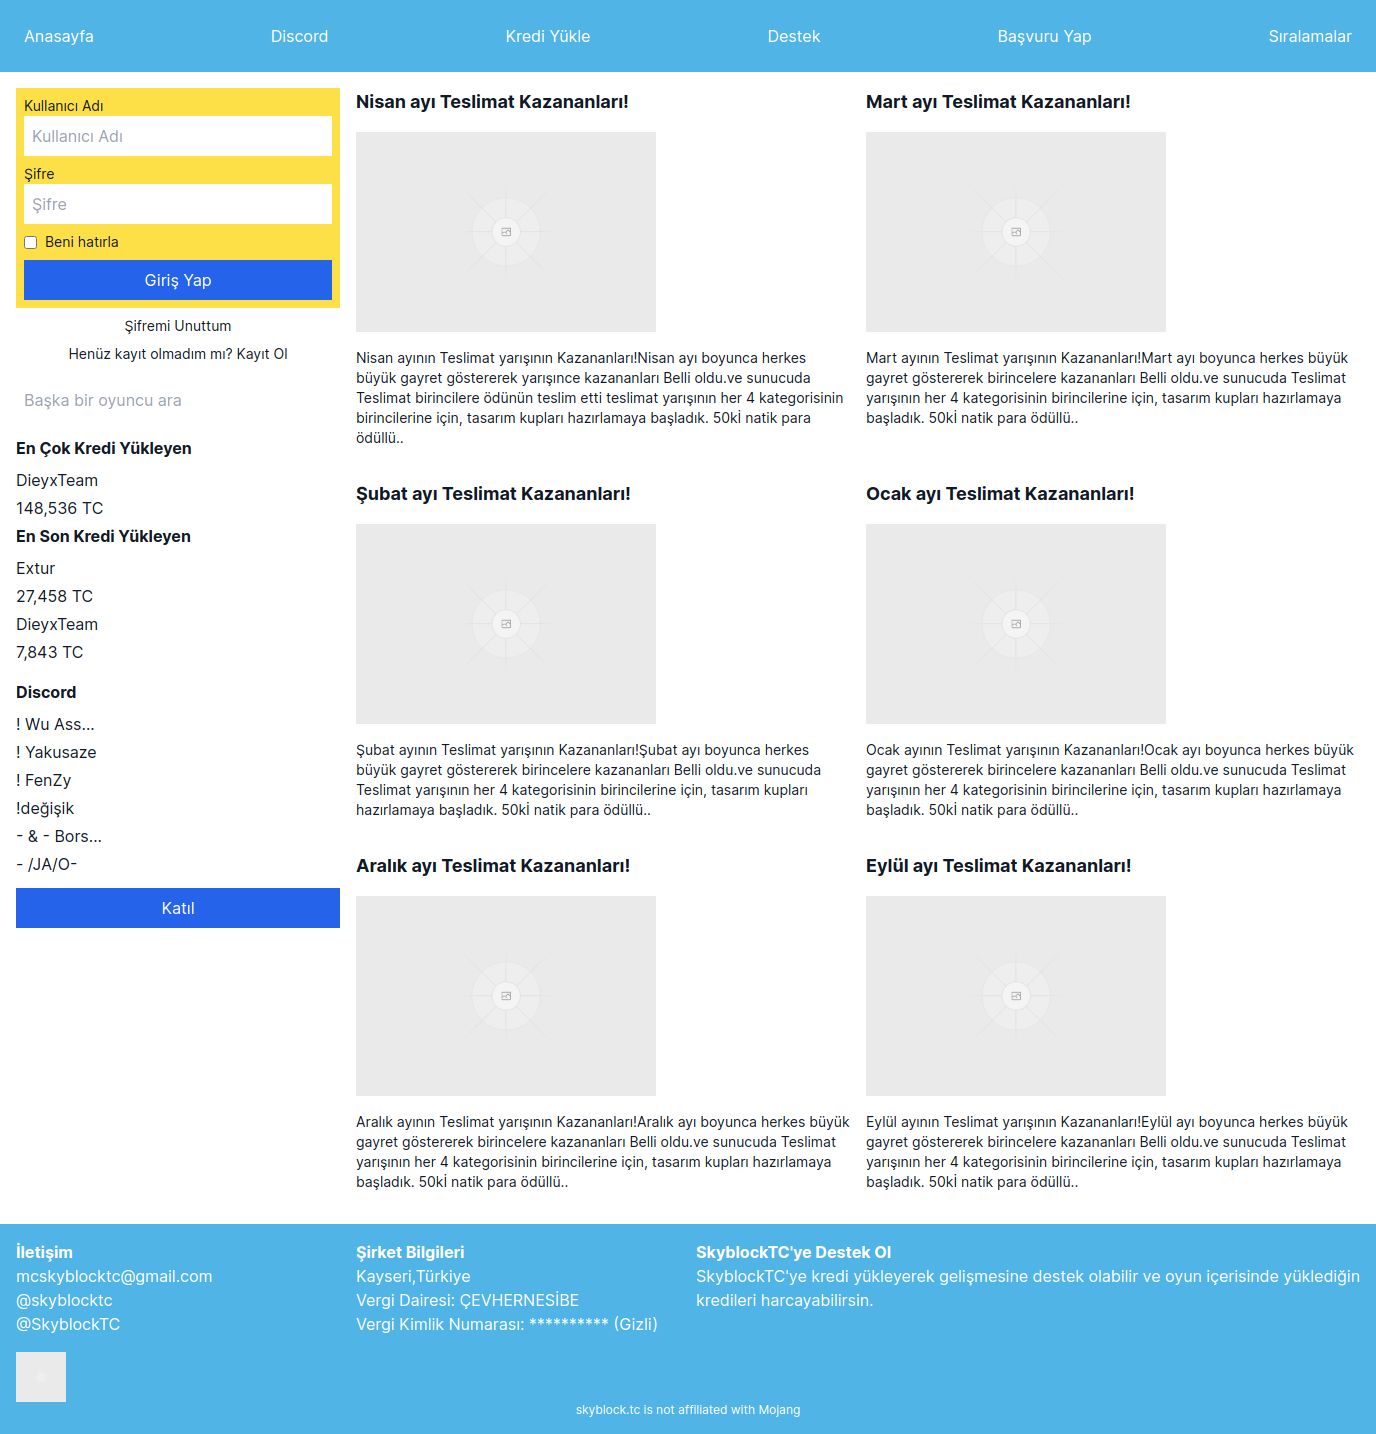 Anasayfa
Discord
Kredi Yükle
Destek
Başvuru Yap
Sıralamalar
Kullanıcı Adı
Kullanıcı Adı
Şifre
Şifre
Beni hatırla
Giriş Yap
Şifremi Unuttum
Henüz kayıt olmadım mı? Kayıt Ol
Başka bir oyuncu ara
En Çok Kredi Yükleyen
DieyxTeam
148,536 TC
En Son Kredi Yükleyen
Extur
27,458 TC
DieyxTeam
7,843 TC
Discord
! Wu Ass...
! Yakusaze
! FenZy
!değişik
- & - Bors...
- /JA/O-
Katıl
Nisan ayı Teslimat Kazananları!
Nisan ayının Teslimat yarışının Kazananları!Nisan ayı boyunca herkes
büyük gayret göstererek yarışınce kazananları Belli oldu.ve sunucuda
Teslimat birincilere ödünün teslim etti teslimat yarışının her 4 kategorisinin
birincilerine için, tasarım kupları hazırlamaya başladık. 50kİ natik para
ödüllü..
Mart ayı Teslimat Kazananları!
Mart ayının Teslimat yarışının Kazananları!Mart ayı boyunca herkes büyük
gayret göstererek birincelere kazananları Belli oldu.ve sunucuda Teslimat
yarışının her 4 kategorisinin birincilerine için, tasarım kupları hazırlamaya
başladık. 50kİ natik para ödüllü..
Şubat ayı Teslimat Kazananları!
Şubat ayının Teslimat yarışının Kazananları!Şubat ayı boyunca herkes
büyük gayret göstererek birincelere kazananları Belli oldu.ve sunucuda
Teslimat yarışının her 4 kategorisinin birincilerine için, tasarım kupları
hazırlamaya başladık. 50kİ natik para ödüllü..
Ocak ayı Teslimat Kazananları!
Ocak ayının Teslimat yarışının Kazananları!Ocak ayı boyunca herkes büyük
gayret göstererek birincelere kazananları Belli oldu.ve sunucuda Teslimat
yarışının her 4 kategorisinin birincilerine için, tasarım kupları hazırlamaya
başladık. 50kİ natik para ödüllü..
Aralık ayı Teslimat Kazananları!
Aralık ayının Teslimat yarışının Kazananları!Aralık ayı boyunca herkes büyük
gayret göstererek birincelere kazananları Belli oldu.ve sunucuda Teslimat
yarışının her 4 kategorisinin birincilerine için, tasarım kupları hazırlamaya
başladık. 50kİ natik para ödüllü..
Eylül ayı Teslimat Kazananları!
Eylül ayının Teslimat yarışının Kazananları!Eylül ayı boyunca herkes büyük
gayret göstererek birincelere kazananları Belli oldu.ve sunucuda Teslimat
yarışının her 4 kategorisinin birincilerine için, tasarım kupları hazırlamaya
başladık. 50kİ natik para ödüllü..
İletişim
mcskyblocktc@gmail.com
@skyblocktc
@SkyblockTC
Şirket Bilgileri
Kayseri,Türkiye
Vergi Dairesi: ÇEVHERNESİBE
Vergi Kimlik Numarası: ********** (Gizli)
SkyblockTC'ye Destek Ol
SkyblockTC'ye kredi yükleyerek gelişmesine destek olabilir ve oyun içerisinde yüklediğin
kredileri harcayabilirsin.
skyblock.tc is not affiliated with Mojang